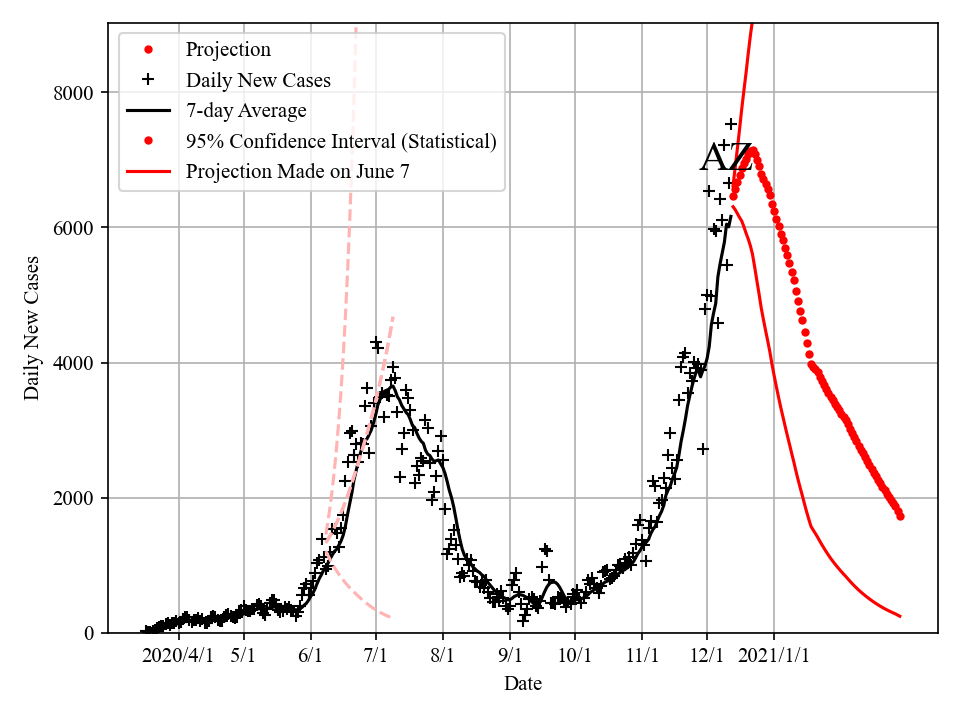 Projection
Daily New Cases
7-day Average
95% Confidence Interval (Statistical)
Projection Made on June 7
AZ
8000
6000
4000
2000
0
Daily New Cases
2020/4/1 5/1 6/1 7/1 8/1 9/1 10/1 11/1 12/1 2021/1/1
Date